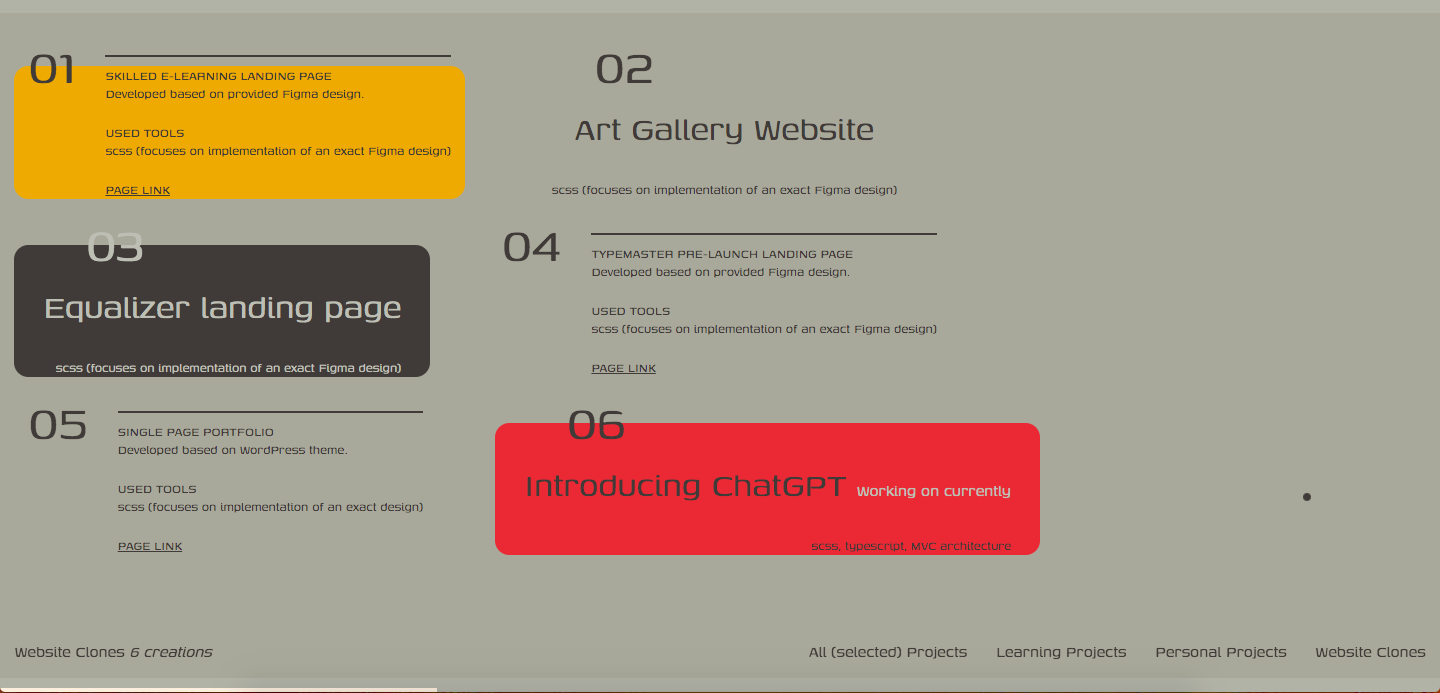 01
SKILLED E-LEARNING LANDING PAGE
Developed based on provided Figma design.
USED TOOLS
scss (focuses on implementation of an exact Figma design)
PAGE LINK
02
Art Gallery Website
scss (focuses on implementation of an exact Figma design)
03
Equalizer landing page
scss (focuses on implementation of an exact Figma design)
04
TYPEMASTER PRE-LAUNCH LANDING PAGE
Developed based on provided Figma design.
USED TOOLS
scss (focuses on implementation of an exact Figma design)
PAGE LINK
05
SINGLE PAGE PORTFOLIO
Developed based on WordPress theme.
USED TOOLS
scss (focuses on implementation of an exact design)
PAGE LINK
06
Introducing ChatGPT Working on currently
scss, typescript, MVC architecture
Website Clones 6 creations
All (selected) Projects Learning Projects Personal Projects Website Clones